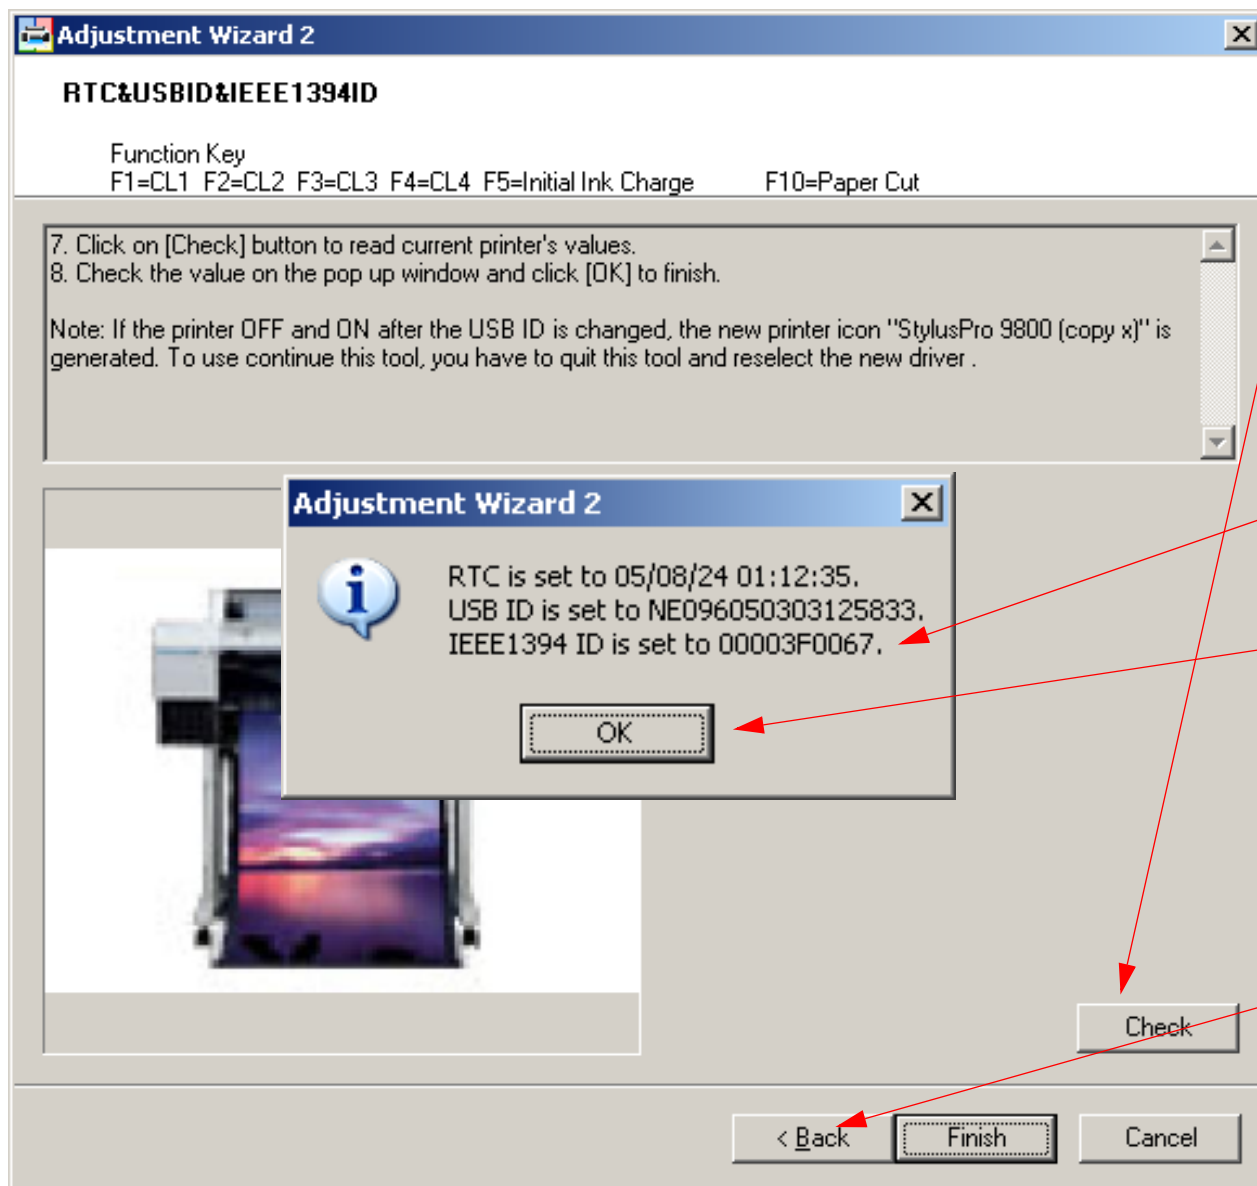 Adjustment Wizard 2
RTC&USBID&IEEE1394ID
Function Key
F1=CL1 F2=CL2 F3=CL3 F4=CL4 F5=Initial Ink Charge F10=Paper Cut
7. Click on [Check] button to read current printer's values.
8. Check the value on the pop up window and click [OK] to finish.
Note: If the printer OFF and ON after the USB ID is changed, the new printer icon "StylusPro 9800 (copy x)" is
generated. To use continue this tool, you have to quit this tool and reselect the new driver .
Adjustment Wizard 2
RTC is set to 05/08/24 01:12:35.
USB ID is set to NE096050303125833.
IEEE1394 ID is set to 00003F0067.
OK
Check
< Back
Finish
Cancel